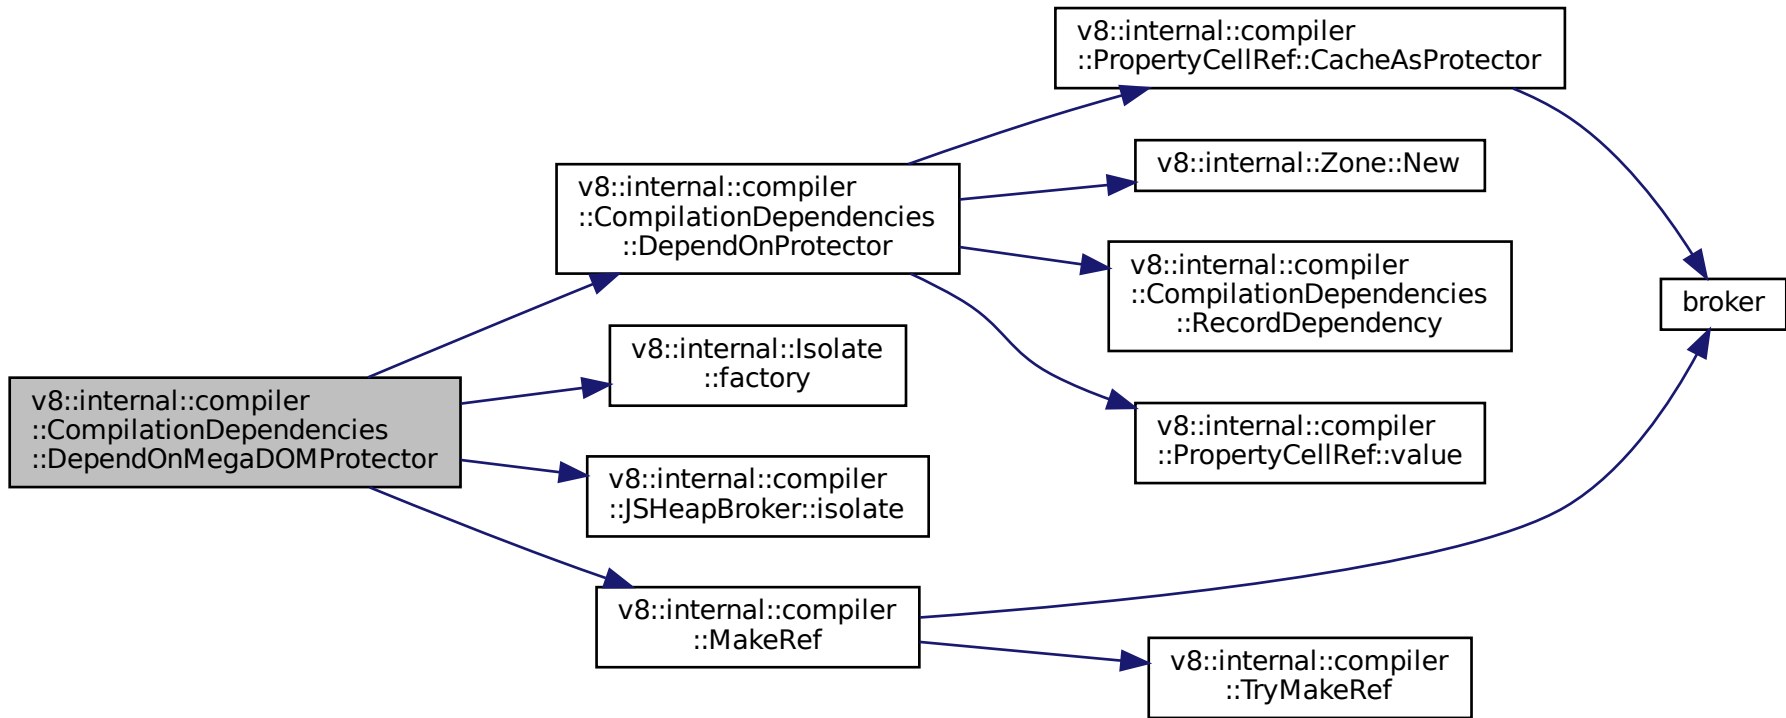 v8::internal::compiler
::PropertyCellRef::CacheAsProtector
v8::internal::Zone::New
v8::internal::compiler
::CompilationDependencies
::DependOnProtector
v8::internal::compiler
::CompilationDependencies
::RecordDependency
broker
v8::internal::Isolate
::factory
v8::internal::compiler
::CompilationDependencies
::DependOnMegaDOMProtector
v8::internal::compiler
::PropertyCellRef::value
v8::internal::compiler
::JSHeapBroker::isolate
v8::internal::compiler
::MakeRef
v8::internal::compiler
::TryMakeRef